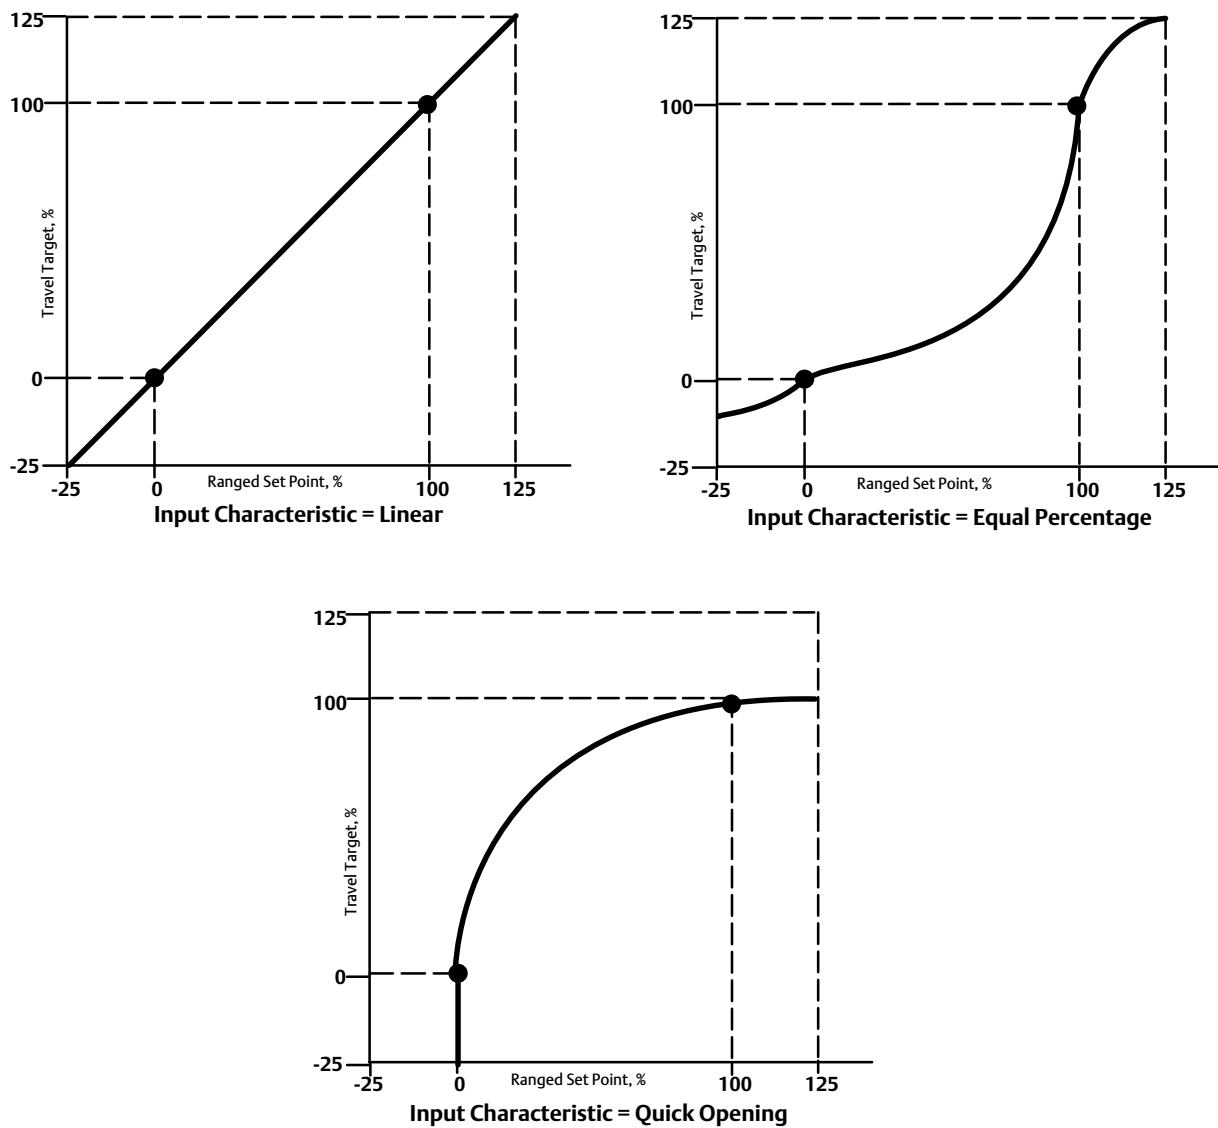 125
100
Travel Target, %
0
-25
-25 0 Ranged Set Point, % 100 125
Input Characteristic = Linear
125
100
Travel Target, %
0
-25
-25 0 Ranged Set Point, % 100 125
Input Characteristic = Equal Percentage
125
100
Travel Target, %
0
-25
-25 0 Ranged Set Point, % 100 125
Input Characteristic = Quick Opening